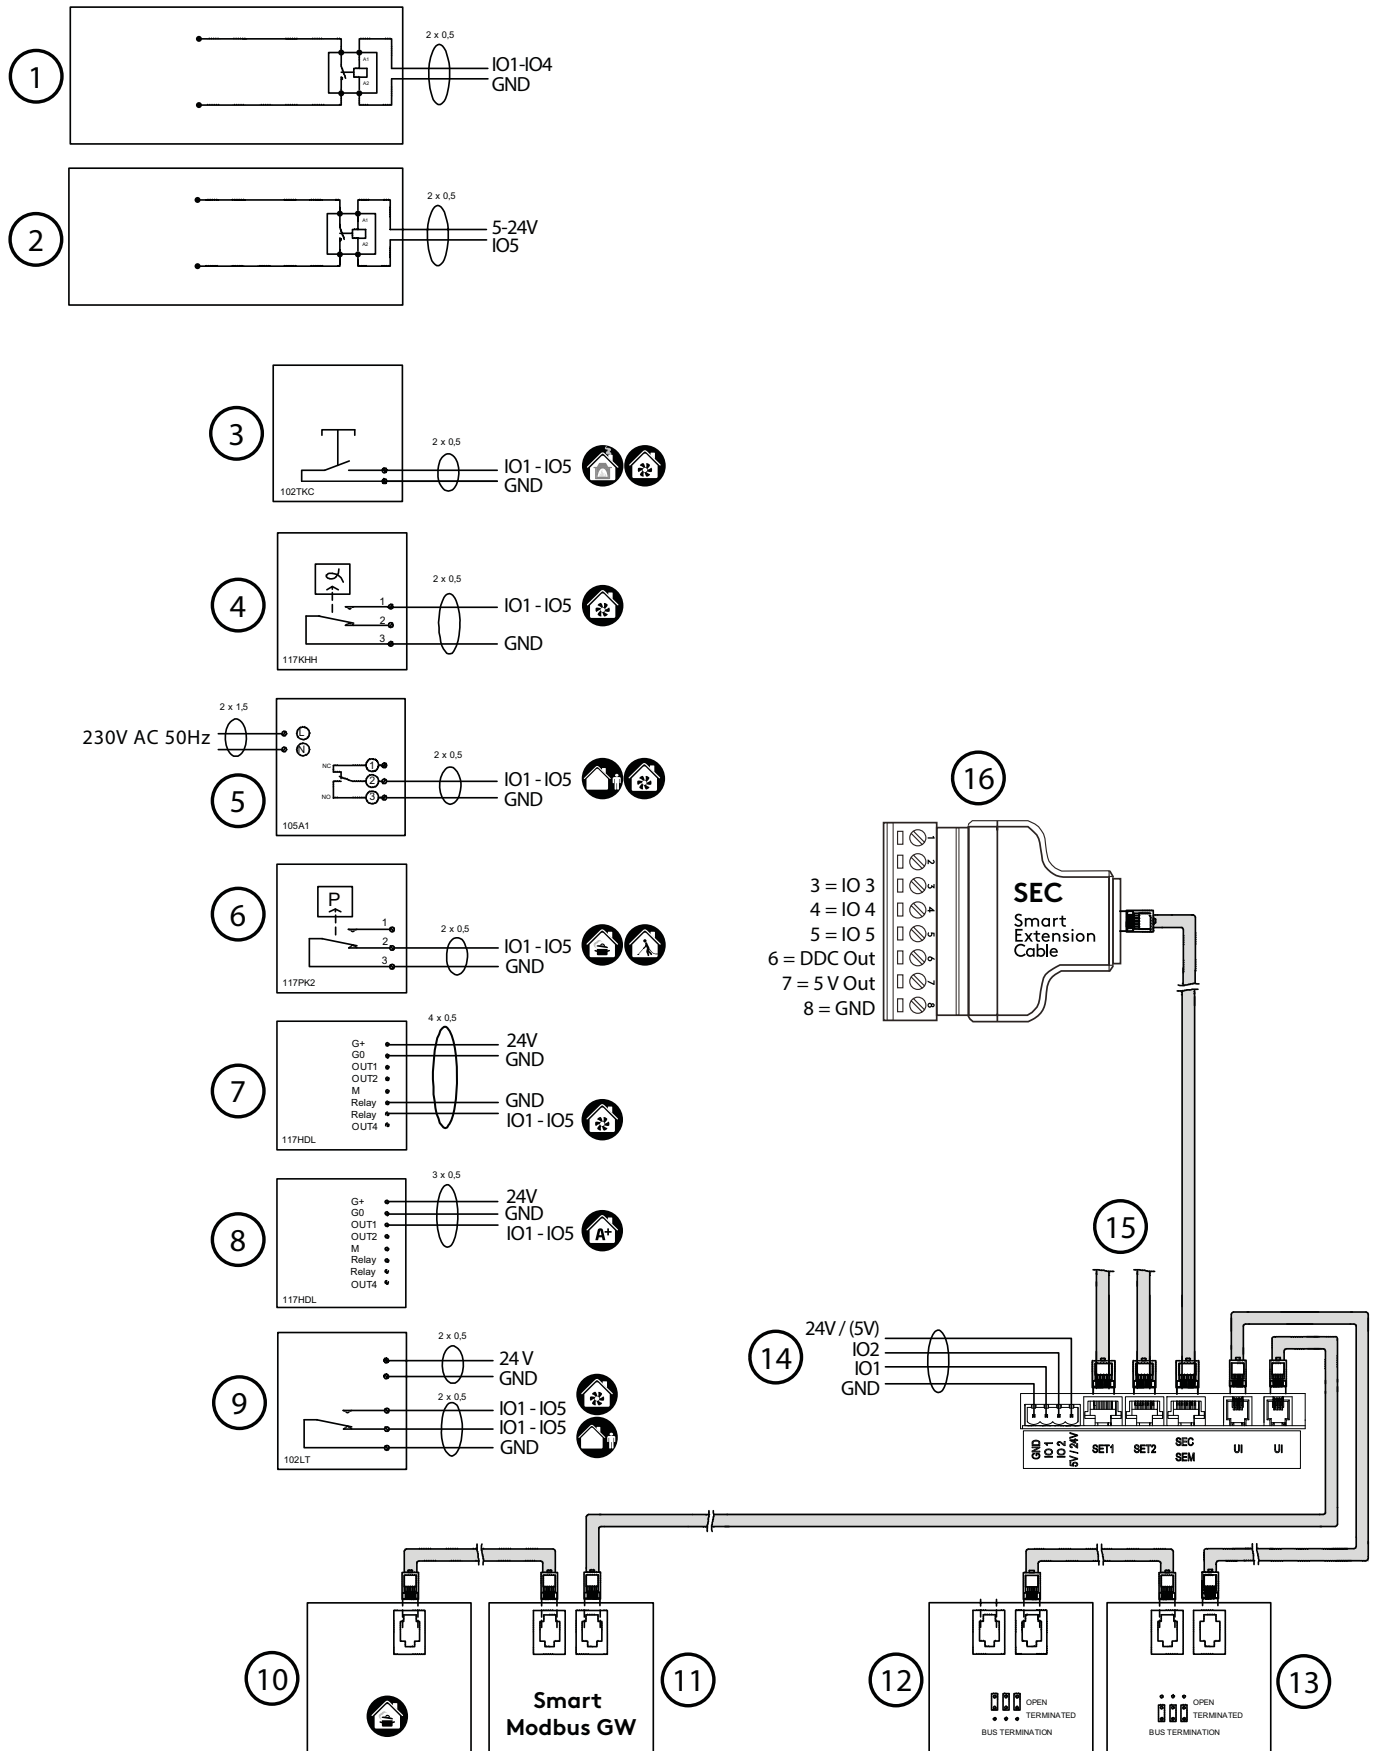 1
2 x 0,5
A1
A2
IO1-IO4
GND
2
2 x 0,5
A1
A2
5-24V
IO5
3
2 x 0,5
IO1 - IO5
GND
102TKC
4
2 x 0,5
1
2
3
IO1 - IO5
GND
117KHH
5
2 x 1,5
230V AC 50Hz
L
N
NC
1
2
NO
3
2 x 0,5
IO1 - IO5
GND
105A1
6
P
1
2
3
2 x 0,5
IO1 - IO5
GND
117PK2
7
4 x 0,5
G+
G0
OUT1
OUT2
M
Relay
Relay
OUT4
24V
GND
GND
IO1 - IO5
117HDL
8
3 x 0,5
G+
G0
OUT1
OUT2
M
Relay
Relay
OUT4
24V
GND
IO1 - IO5
A+
117HDL
9
2 x 0,5
24 V
GND
2 x 0,5
IO1 - IO5
IO1 - IO5
GND
102LT
16
1
2
3
4
5
6
7
8
3 = IO 3
4 = IO 4
5 = IO 5
6 = DDC Out
7 = 5 V Out
8 = GND
SEC
Smart
Extension
Cable
15
14
24V / (5V)
IO2
IO1
GND
GND
IO 1
IO 2
5V / 24V
SET1
SET2
SEC
SEM
UI
UI
10
11
Smart
Modbus GW
12
OPEN
TERMINATED
BUS TERMINATION
13
OPEN
TERMINATED
BUS TERMINATION